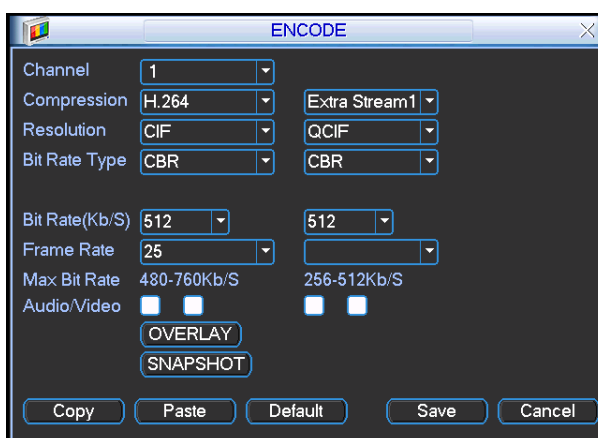 ENCODE
Channel 1
Compression H.264 Extra Stream1
Resolution CIF QCIF
Bit Rate Type CBR CBR
Bit Rate(Kb/S) 512 512
Frame Rate 25
Max Bit Rate 480-760Kb/S 256-512Kb/S
Audio/Video
OVERLAY
SNAPSHOT
Copy Paste Default Save Cancel